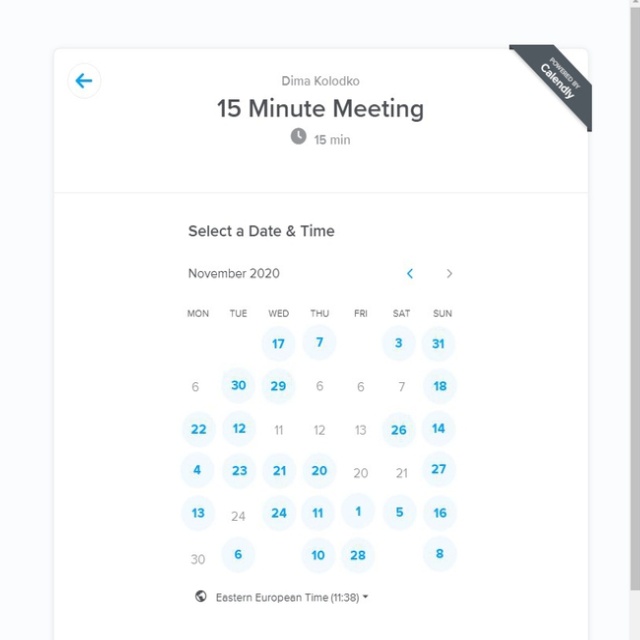 Dima Kolodko
POWERED BY
Calendly
15 Minute Meeting
15 min
Select a Date & Time
November 2020
MON TUE WED THU FRI SAT SUN
17 7 3 31
6 30 29 6 6 7 18
22 12 11 12 13 26 14
4 23 21 20 20 21 27
13 24 24 11 1 5 16
30 6 10 28 8
Eastern European Time (11:38)